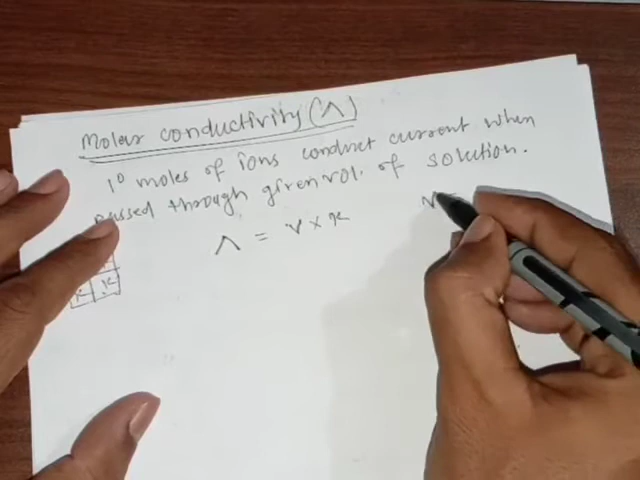 Molar conductivity (Λ)
1° moles of ions conduct current when
passed through given vol. of solution.
Λ = v × κ
V
κ κ